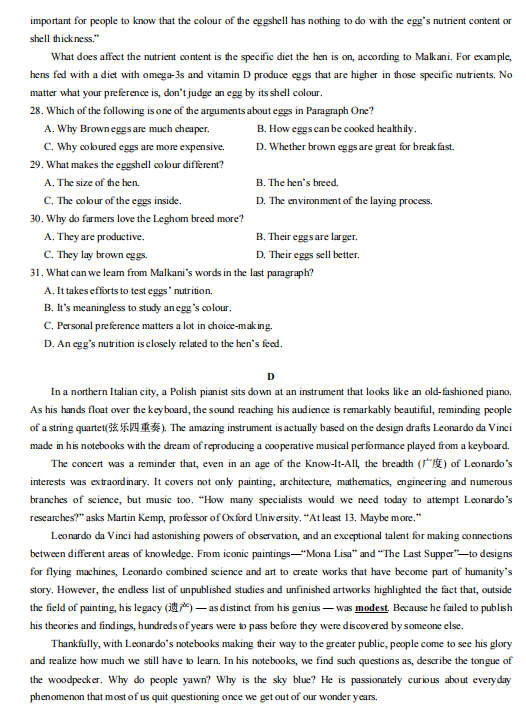 important for people to know that the colour of the eggshell has nothing to do with the egg's nutrient content or
shell thickness."
What does affect the nutrient content is the specific diet the hen is on, according to Malkani. For example,
hens fed with a diet with omega-3s and vitamin D produce eggs that are higher in those specific nutrients. No
matter what your preference is, don't judge an egg by its shell colour.
28. Which of the following is one of the arguments about eggs in Paragraph One?
A. Why Brown eggs are much cheaper. B. How eggs can be cooked healthily.
C. Why coloured eggs are more expensive. D. Whether brown eggs are great for breakfast.
29. What makes the eggshell colour different?
A. The size of the hen. B. The hen's breed.
C. The colour of the eggs inside. D. The environment of the laying process.
30. Why do farmers love the Leghorn breed more?
A. They are productive. B. Their eggs are larger.
C. They lay brown eggs. D. Their eggs sell better.
31. What can we learn from Malkani's words in the last paragraph?
A. It takes efforts to test eggs' nutrition.
B. It's meaningless to study an egg's colour.
C. Personal preference matters a lot in choice-making.
D. An egg's nutrition is closely related to the hen's feed.
D
In a northern Italian city, a Polish pianist sits down at an instrument that looks like an old-fashioned piano.
As his hands float over the keyboard, the sound reaching his audience is remarkably beautiful, reminding people
of a string quartet(弦乐四重奏). The amazing instrument is actually based on the design drafts Leonardo da Vinci
made in his notebooks with the dream of reproducing a cooperative musical performance played from a keyboard.
The concert was a reminder that, even in an age of the Know-It-All, the breadth (广度) of Leonardo's
interests was extraordinary. It covers not only painting, architecture, mathematics, engineering and numerous
branches of science, but music too. "How many specialists would we need today to attempt Leonardo's
researches?" asks Martin Kemp, professor of Oxford University. "At least 13. Maybe more."
Leonardo da Vinci had astonishing powers of observation, and an exceptional talent for making connections
between different areas of knowledge. From iconic paintings—"Mona Lisa" and "The Last Supper"—to designs
for flying machines, Leonardo combined science and art to create works that have become part of humanity's
story. However, the endless list of unpublished studies and unfinished artworks highlighted the fact that, outside
the field of painting, his legacy (遗产) — as distinct from his genius — was modest. Because he failed to publish
his theories and findings, hundreds of years were to pass before they were discovered by someone else.
Thankfully, with Leonardo's notebooks making their way to the greater public, people come to see his glory
and realize how much we still have to learn. In his notebooks, we find such questions as, describe the tongue of
the woodpecker. Why do people yawn? Why is the sky blue? He is passionately curious about everyday
phenomenon that most of us quit questioning once we get out of our wonder years.